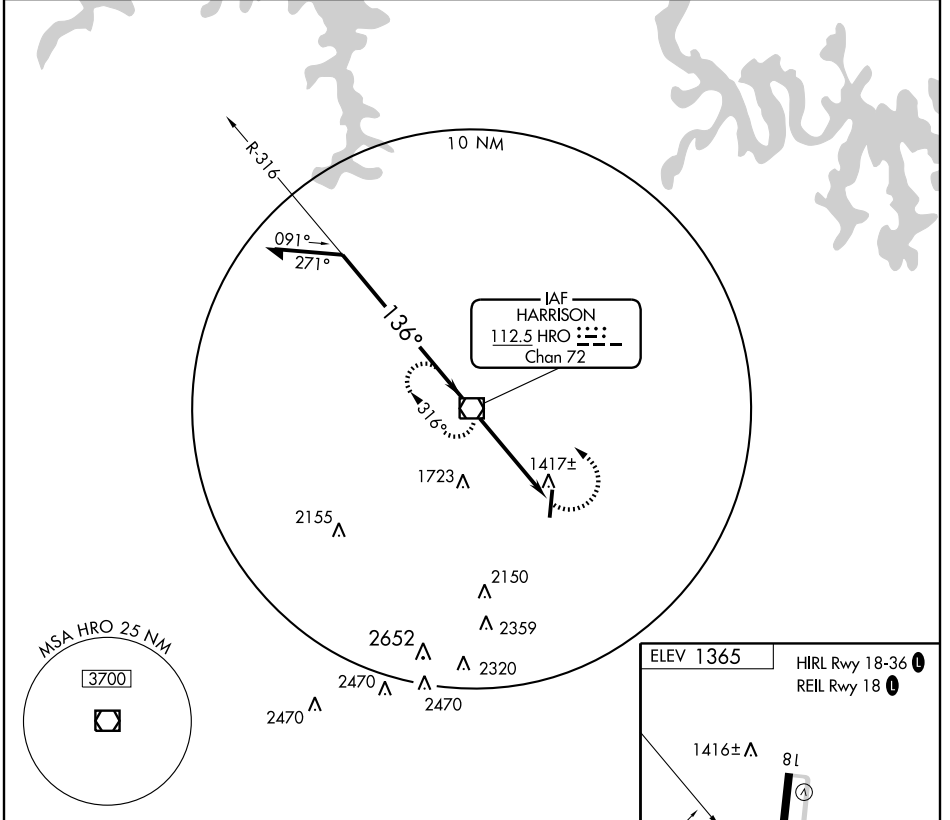 10 NM
R-316
091°
271°
136°
IAF
HARRISON
112.5 HRO
Chan 72
316°
1723
1417±
2155
2150
2359
2652
2320
2470
2470
2470
MSA HRO 25 NM
3700
ELEV 1365
HIRL Rwy 18-36 L
REIL Rwy 18 L
1416±
18
V